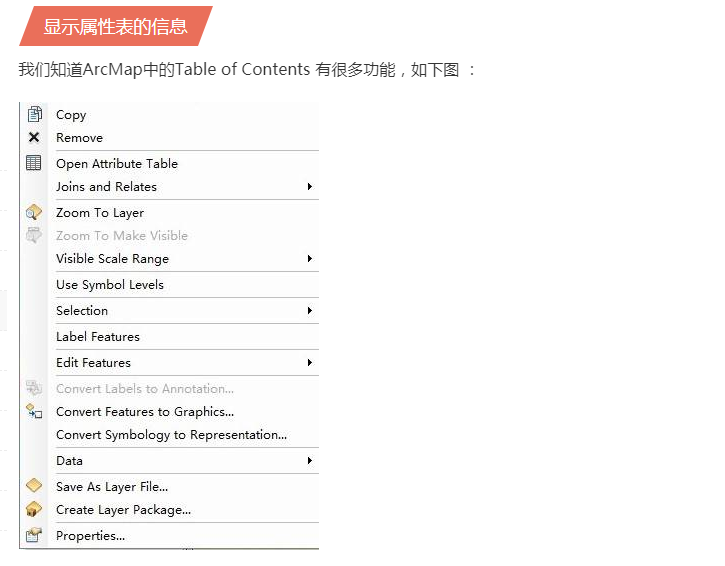 显示属性表的信息
我们知道ArcMap中的Table of Contents 有很多功能，如下图 ：
Copy
Remove
Open Attribute Table
Joins and Relates
Zoom To Layer
Zoom To Make Visible
Visible Scale Range
Use Symbol Levels
Selection
Label Features
Edit Features
Convert Labels to Annotation...
Convert Features to Graphics...
Convert Symbology to Representation...
Data
Save As Layer File...
Create Layer Package...
Properties...